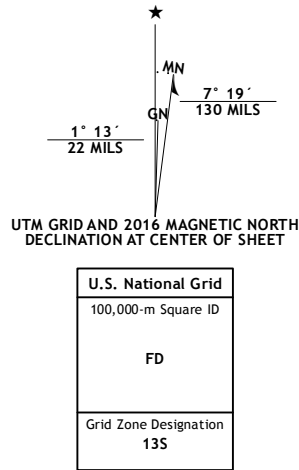 MN
7° 19´
130 MILS
GN
1° 13´
22 MILS
UTM GRID AND 2016 MAGNETIC NORTH
DECLINATION AT CENTER OF SHEET
U.S. National Grid
100,000-m Square ID
FD
Grid Zone Designation
13S